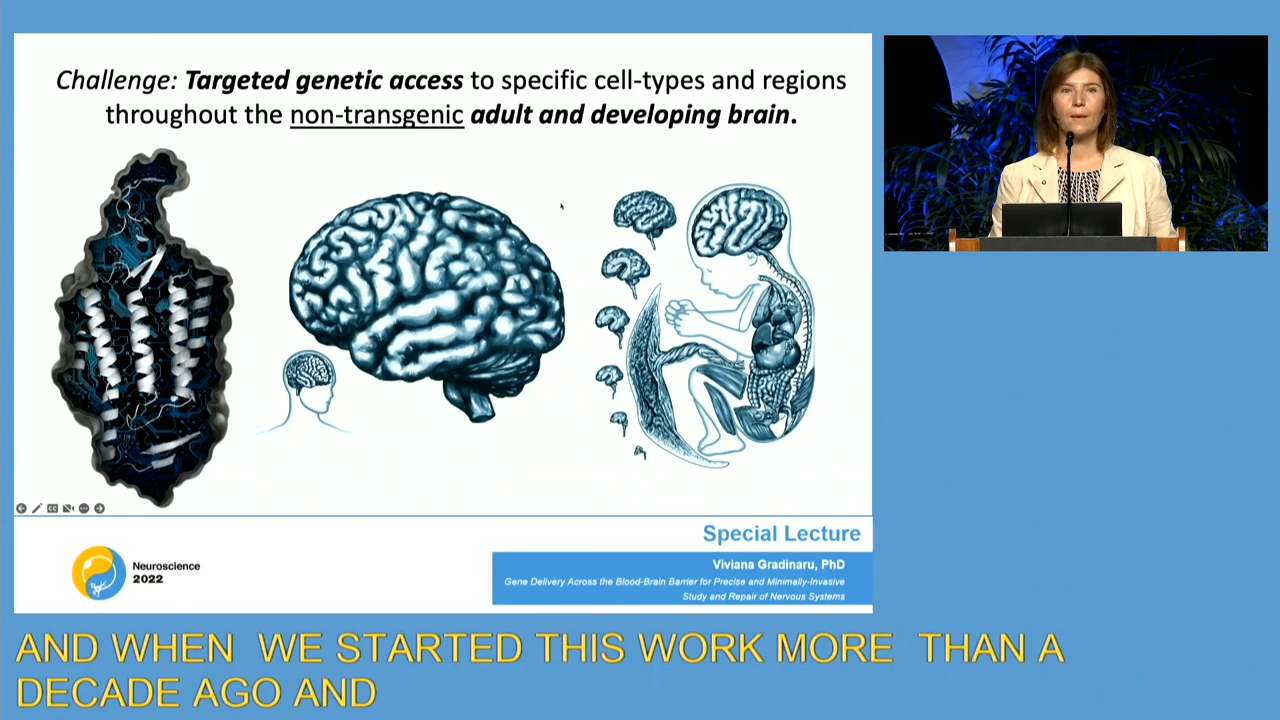 Challenge: Targeted genetic access to specific cell-types and regions
throughout the non-transgenic adult and developing brain.
Special Lecture
Viviana Gradinaru, PhD
Gene Delivery Across the Blood-Brain Barrier for Precise and Minimally-Invasive
Study and Repair of Nervous Systems
Neuroscience
2022
AND WHEN  WE STARTED THIS WORK MORE  THAN A
DECADE AGO AND